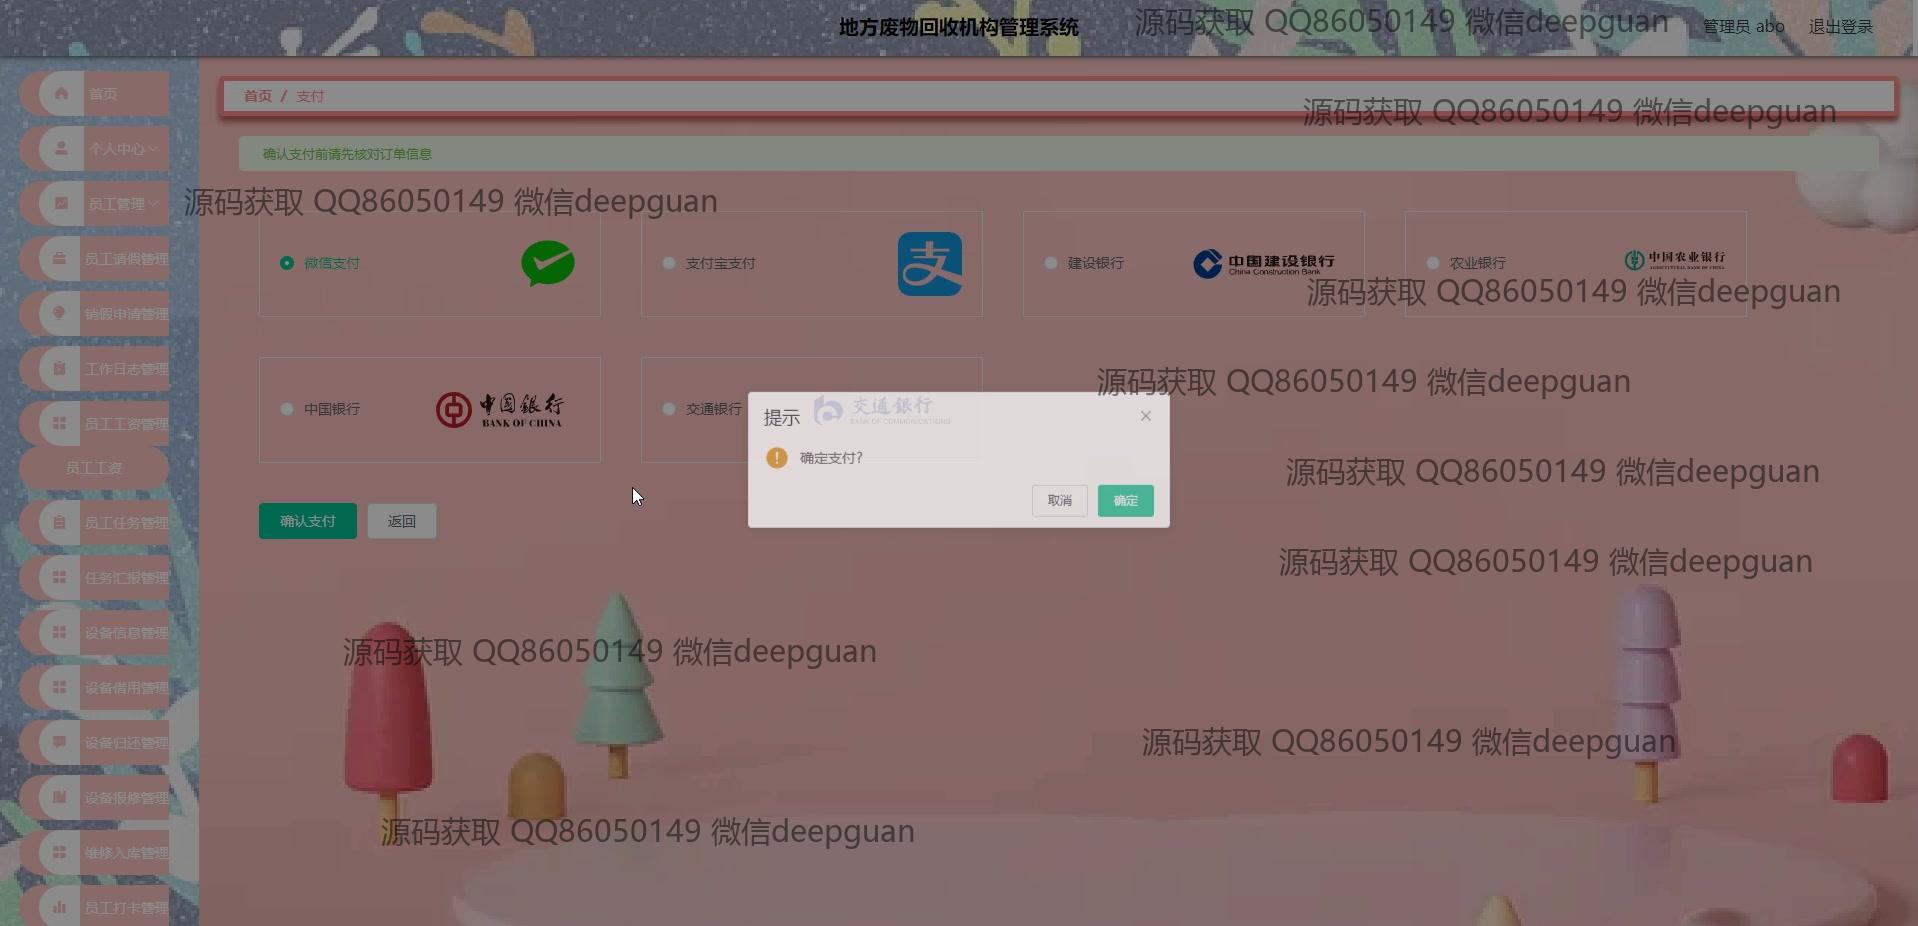 地方废物回收机构管理系统
源码获取 QQ86050149 微信deepguan
管理员 abo
退出登录
首页
首页 / 支付
源码获取 QQ86050149 微信deepguan
个人中心
确认支付前请先核对订单信息
员工管理
源码获取 QQ86050149 微信deepguan
员工请假管理
微信支付
支付宝支付
支
建设银行
中国建设银行
China Construction Bank
农业银行
中国农业银行
AGRICULTURAL BANK OF CHINA
源码获取 QQ86050149 微信deepguan
销假申请管理
工作日志管理
源码获取 QQ86050149 微信deepguan
员工工资管理
中国银行
中国银行
BANK OF CHINA
交通银行
交通银行
BANK OF COMMUNICATIONS
提示
确定支付?
取消
确定
员工工资
源码获取 QQ86050149 微信deepguan
员工任务管理
确认支付
返回
源码获取 QQ86050149 微信deepguan
任务汇报管理
设备信息管理
源码获取 QQ86050149 微信deepguan
设备借用管理
设备归还管理
源码获取 QQ86050149 微信deepguan
设备报修管理
源码获取 QQ86050149 微信deepguan
维修入库管理
员工打卡管理